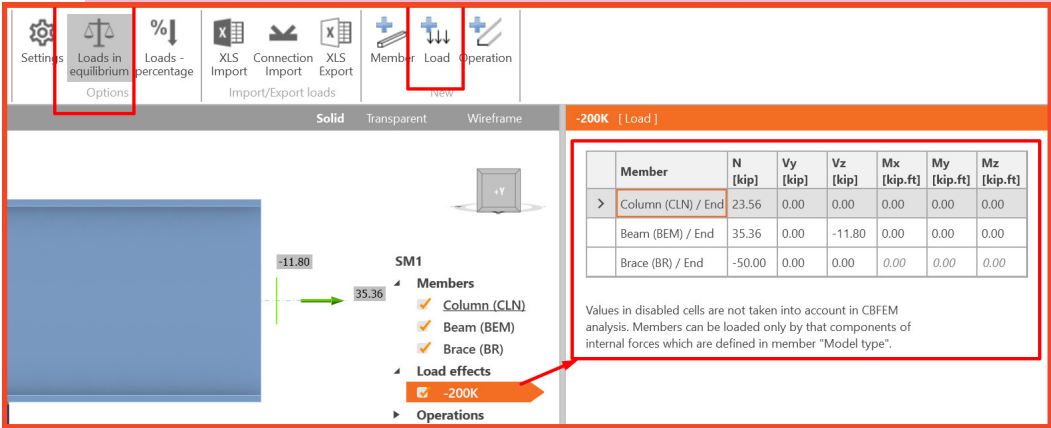 Settings
Loads in equilibrium
Loads - percentage
Options
XLS Import
Connection Import
XLS Export
Import/Export loads
Member
Load
Operation
New
Solid Transparent Wireframe
-200K [ Load ]
+Y
-11.80
35.36
SM1
Members
Column (CLN)
Beam (BEM)
Brace (BR)
Load effects
-200K
Operations
Member N [kip] Vy [kip] Vz [kip] Mx [kip.ft] My [kip.ft] Mz [kip.ft]
> Column (CLN) / End 23.56 0.00 0.00 0.00 0.00 0.00
Beam (BEM) / End 35.36 0.00 -11.80 0.00 0.00 0.00
Brace (BR) / End -50.00 0.00 0.00 0.00 0.00 0.00
Values in disabled cells are not taken into account in CBFEM
analysis. Members can be loaded only by that components of
internal forces which are defined in member "Model type".